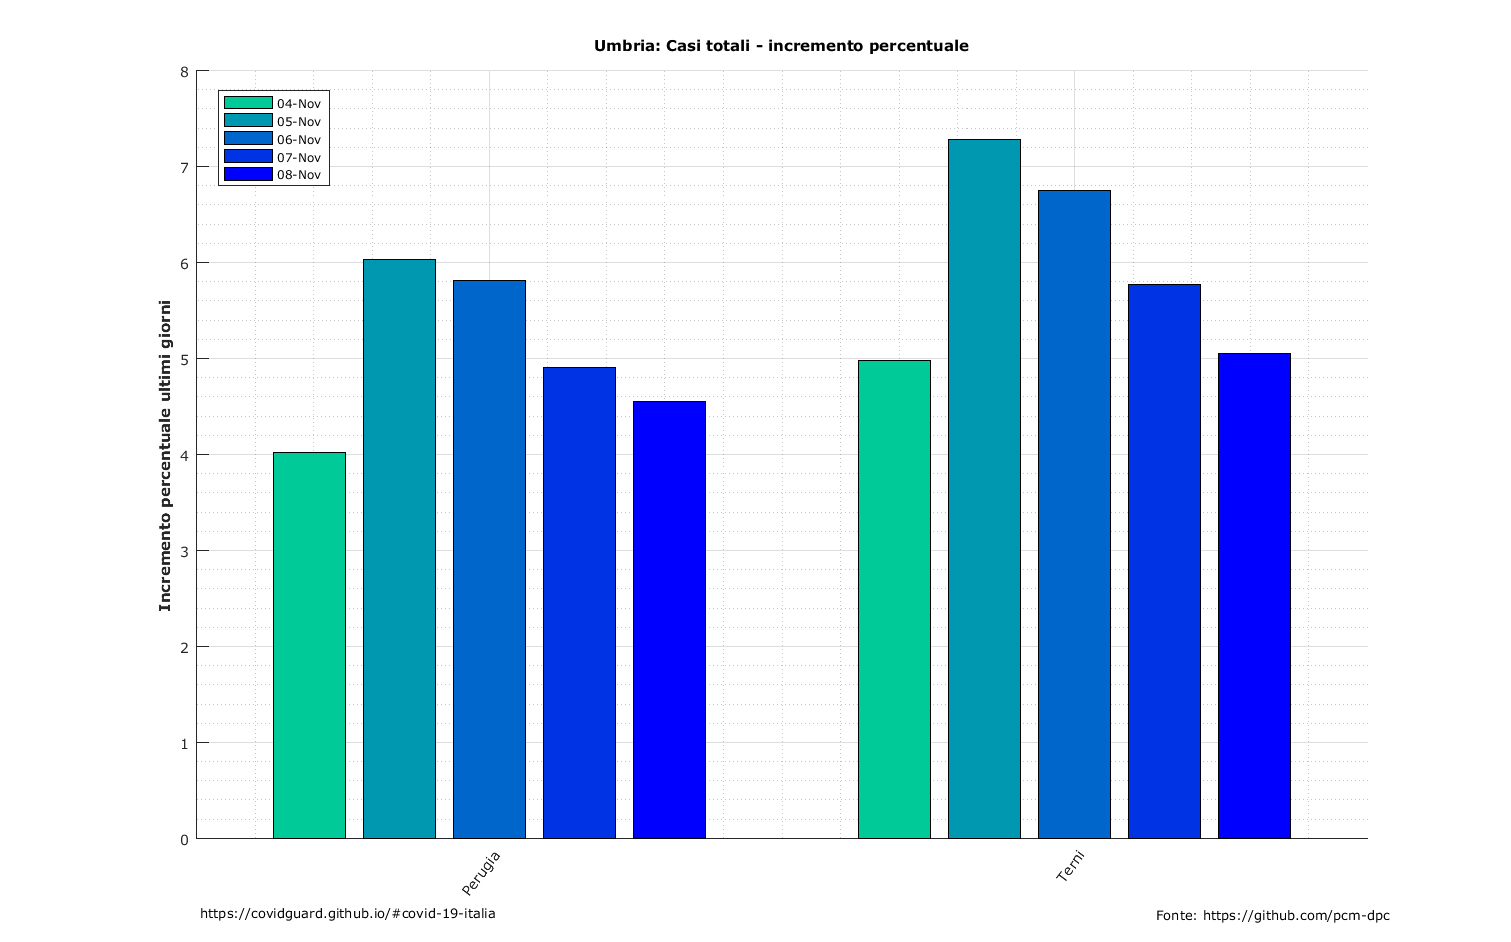 Umbria: Casi totali - incremento percentuale
8
7
6
5
4
3
2
1
0
Incremento percentuale ultimi giorni
04-Nov
05-Nov
06-Nov
07-Nov
08-Nov
Perugia
Terni
https://covidguard.github.io/#covid-19-italia
Fonte: https://github.com/pcm-dpc